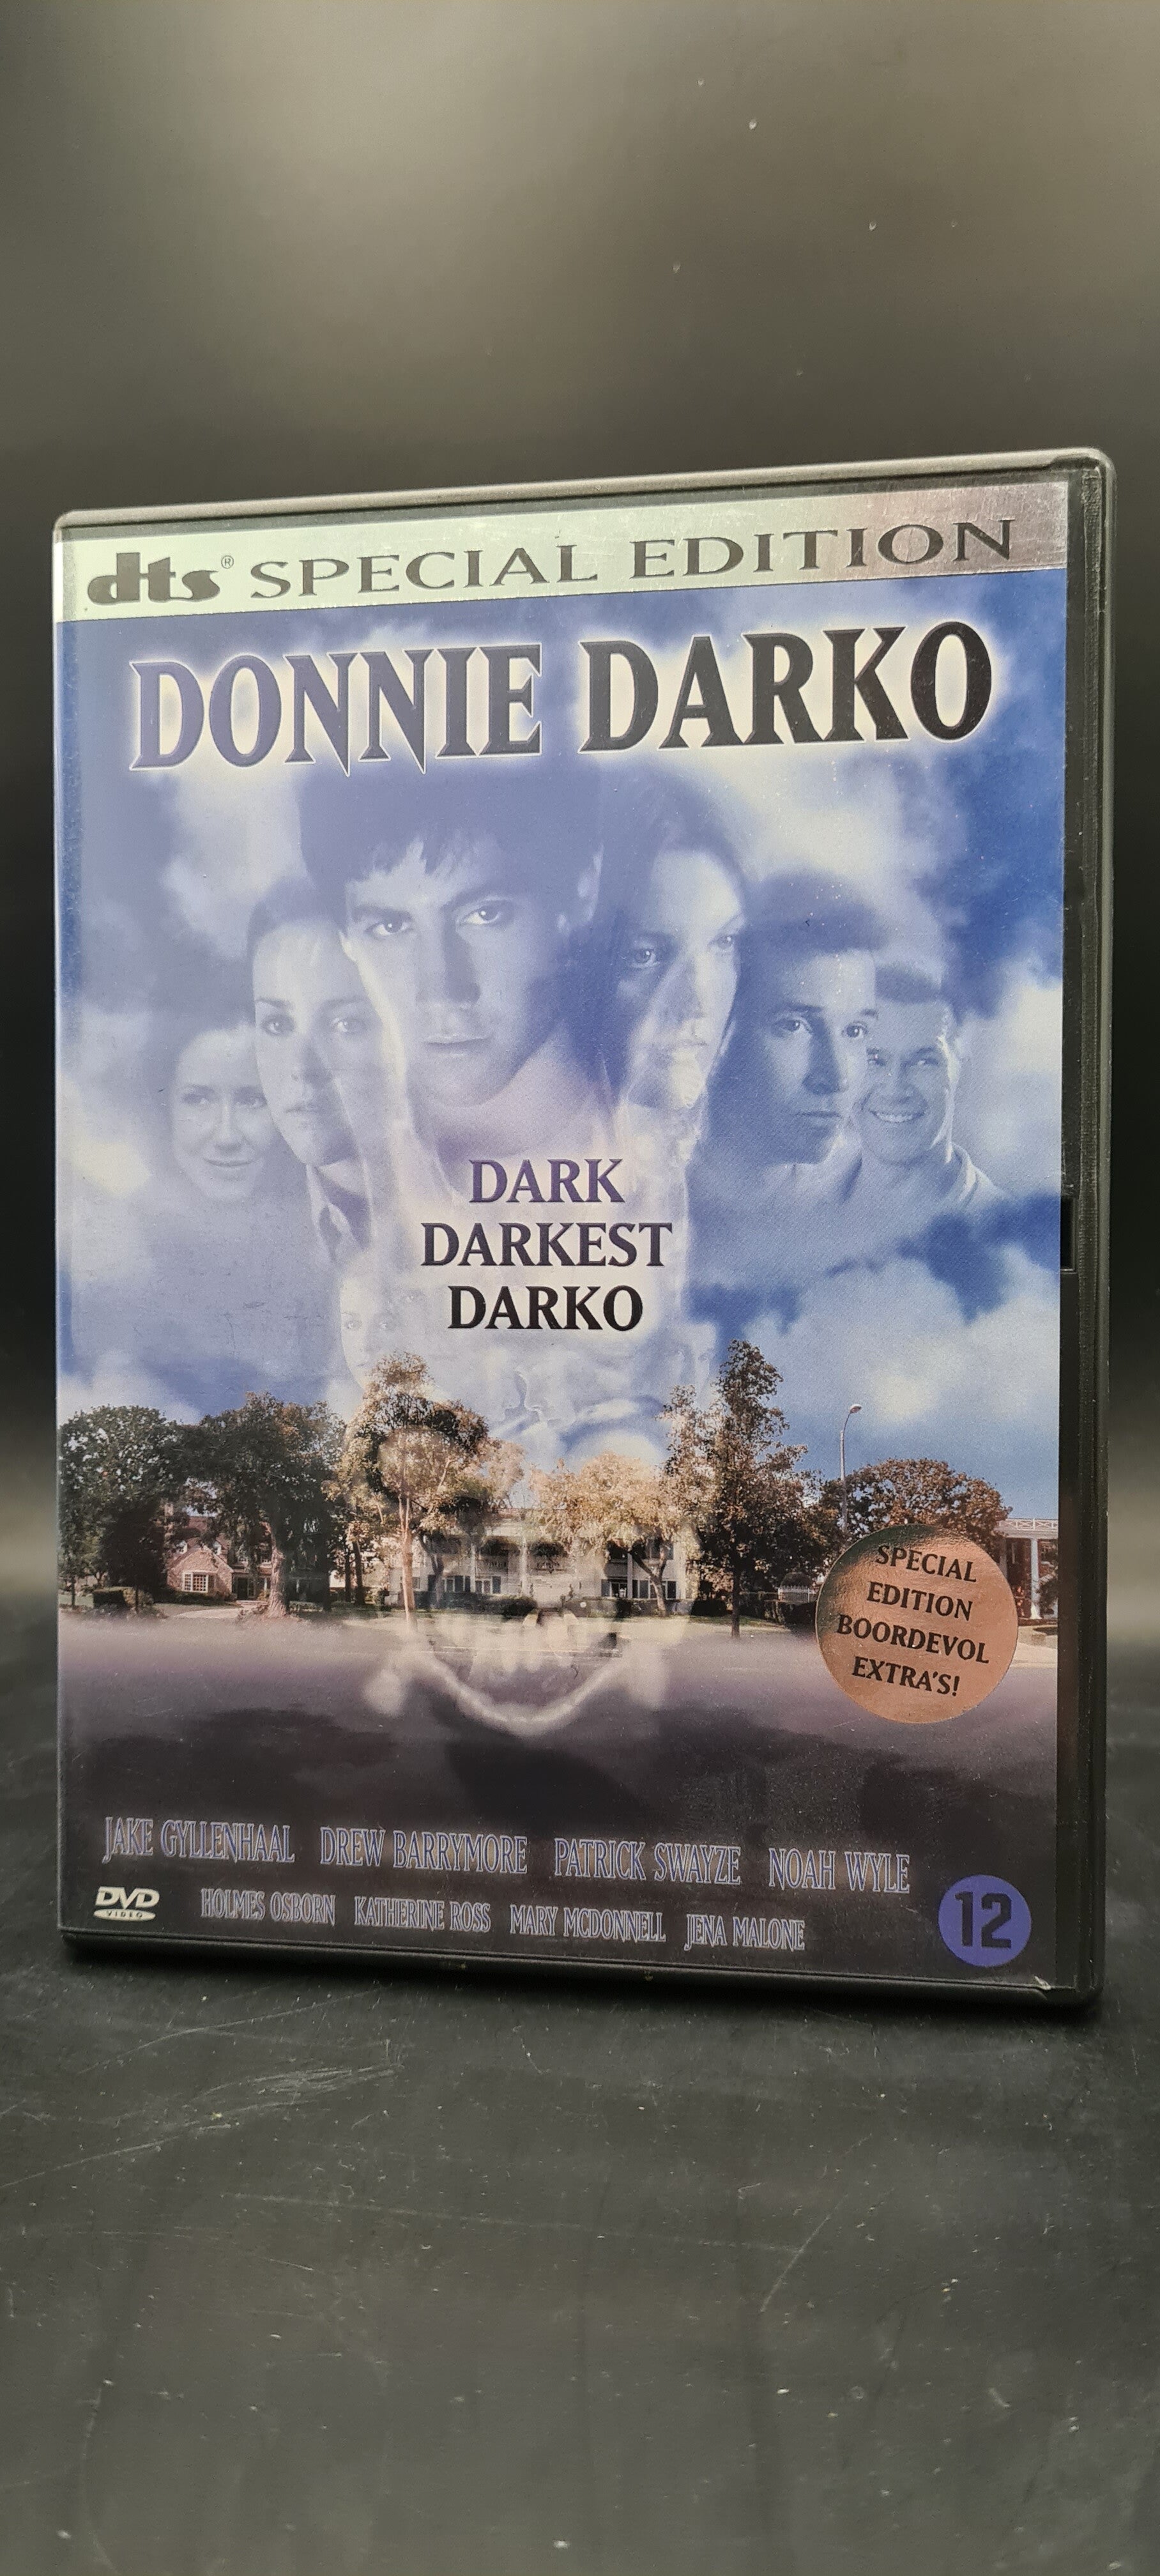 dts® SPECIAL EDITION
DONNIE DARKO
DARK
DARKEST
DARKO
SPECIAL
EDITION
BOORDEVOL
EXTRA'S!
JAKE GYLLENHAAL DREW BARRYMORE PATRICK SWAYZE NOAH WYLE
HOLMES OSBORN KATHERINE ROSS MARY MCDONNELL JENA MALONE
DVD
VIDEO
12